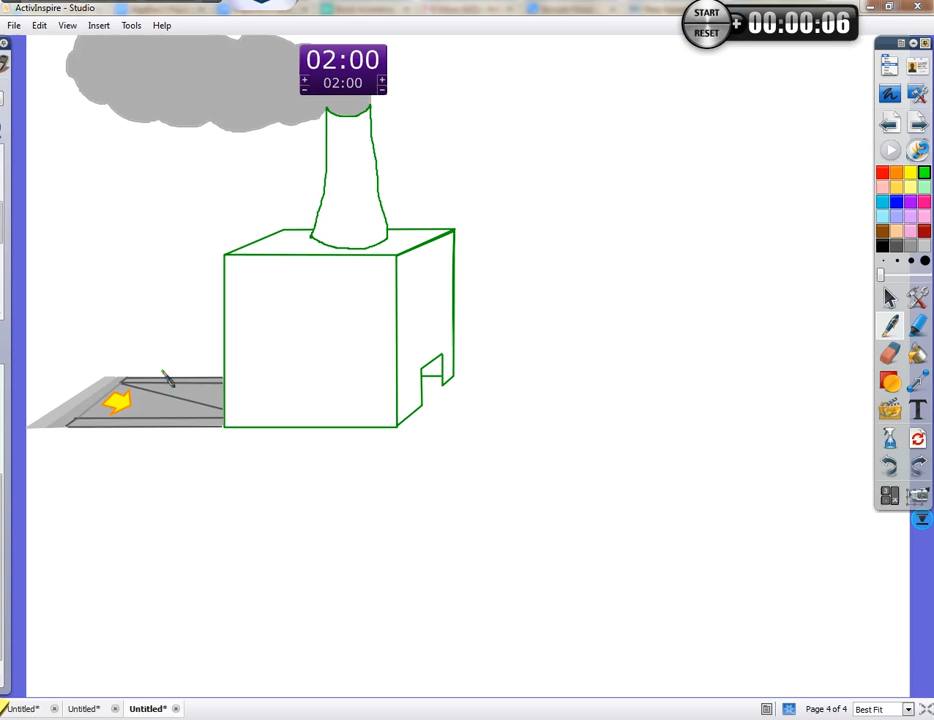 ActivInspire - Studio
START
RESET
+ 00:00:06
File Edit View Insert Tools Help
02:00
+ 02:00 +
- -
T
Untitled* Untitled* Untitled*
Page 4 of 4 Best Fit